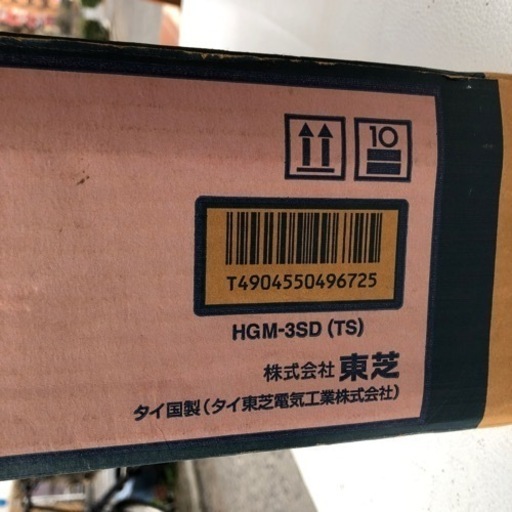 10
T4904550496725
HGM-3SD (TS)
株式会社 東芝
タイ国製(タイ東芝電気工業株式会社)